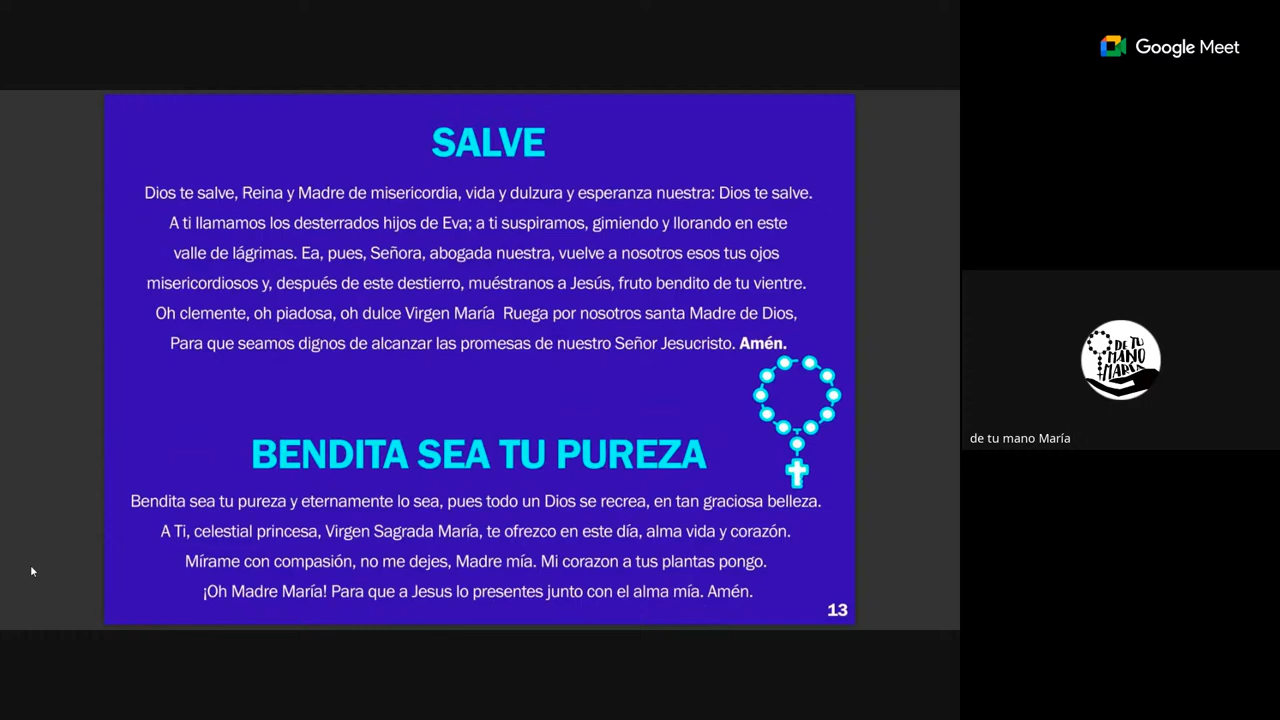 Google Meet
SALVE
Dios te salve, Reina y Madre de misericordia, vida y dulzura y esperanza nuestra: Dios te salve.
A ti llamamos los desterrados hijos de Eva; a ti suspiramos, gimiendo y llorando en este
valle de lágrimas. Ea, pues, Señora, abogada nuestra, vuelve a nosotros esos tus ojos
misericordiosos y, después de este destierro, muéstranos a Jesús, fruto bendito de tu vientre.
Oh clemente, oh piadosa, oh dulce Virgen María  Ruega por nosotros santa Madre de Dios,
Para que seamos dignos de alcanzar las promesas de nuestro Señor Jesucristo. Amén.
BENDITA SEA TU PUREZA
Bendita sea tu pureza y eternamente lo sea, pues todo un Dios se recrea, en tan graciosa belleza.
A Ti, celestial princesa, Virgen Sagrada María, te ofrezco en este día, alma vida y corazón.
Mírame con compasión, no me dejes, Madre mía. Mi corazon a tus plantas pongo.
¡Oh Madre María! Para que a Jesus lo presentes junto con el alma mía. Amén.
13
DE TU
MANO
MARÍA
de tu mano María